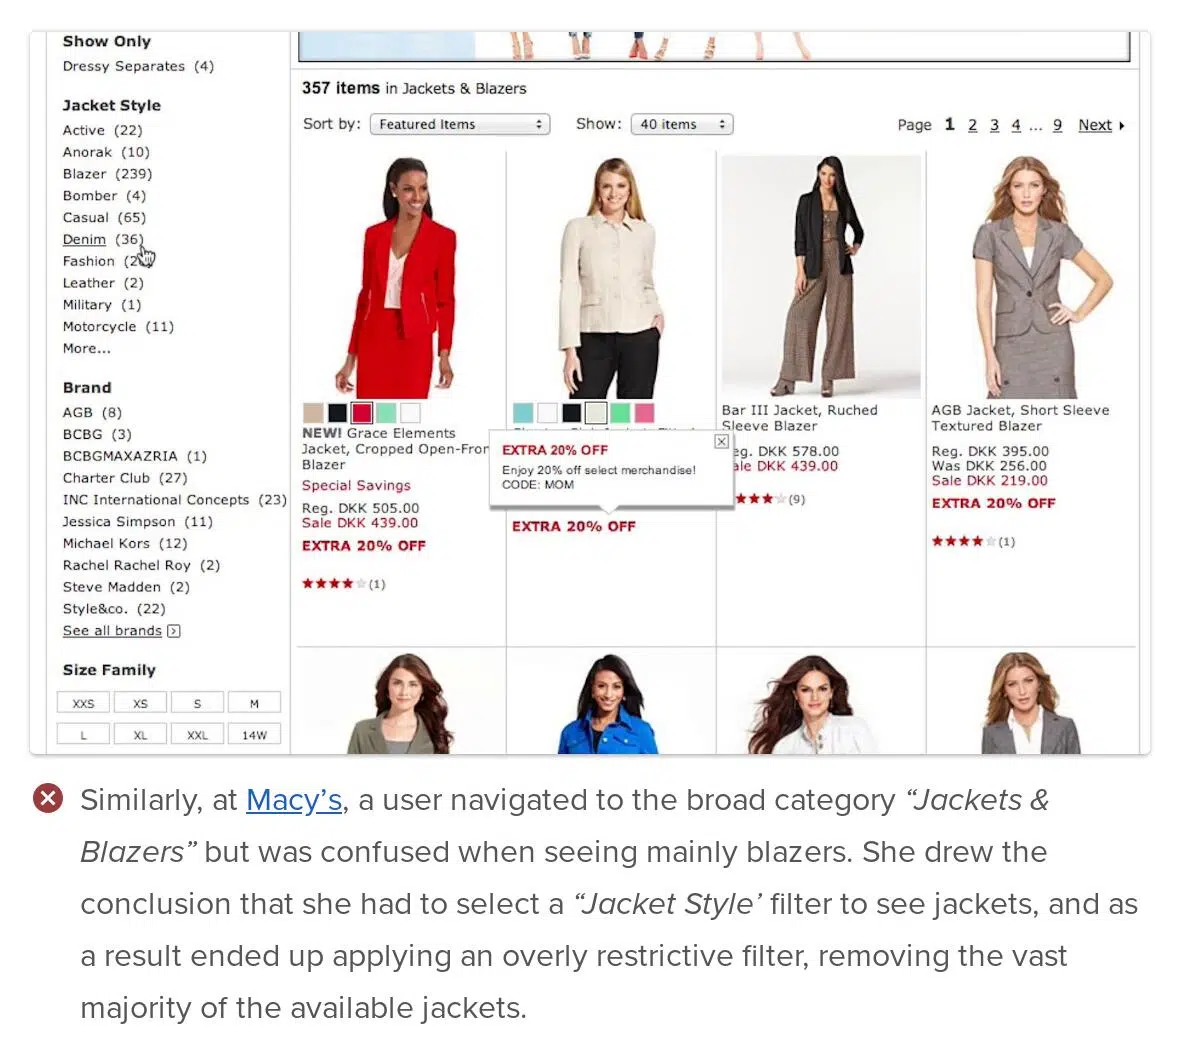 Show Only
Dressy Separates (4)
Jacket Style
Active (22)
Anorak (10)
Blazer (239)
Bomber (4)
Casual (65)
Denim (36)
Fashion
Leather (2)
Military (1)
Motorcycle (11)
More...
Brand
AGB (8)
BCBG (3)
BCBGMAXAZRIA (1)
Charter Club (27)
INC International Concepts (23)
Jessica Simpson (11)
Michael Kors (12)
Rachel Rachel Roy (2)
Steve Madden (2)
Style&co. (22)
See all brands
Size Family
XXS XS S M
L XL XXL 14W
357 items in Jackets & Blazers
Sort by: Featured Items Show: 40 items Page 1 2 3 4 ... 9 Next
NEW! Grace Elements
Jacket, Cropped Open-Fron
Blazer
Special Savings
Reg. DKK 505.00
Sale DKK 439.00
EXTRA 20% OFF
(1)
EXTRA 20% OFF
Enjoy 20% off select merchandise!
CODE: MOM
EXTRA 20% OFF
Bar III Jacket, Ruched
Sleeve Blazer
eg. DKK 578.00
ale DKK 439.00
(9)
AGB Jacket, Short Sleeve
Textured Blazer
Reg. DKK 395.00
Was DKK 256.00
Sale DKK 219.00
EXTRA 20% OFF
(1)
Similarly, at Macy’s, a user navigated to the broad category “Jackets &
Blazers” but was confused when seeing mainly blazers. She drew the
conclusion that she had to select a “Jacket Style’ filter to see jackets, and as
a result ended up applying an overly restrictive filter, removing the vast
majority of the available jackets.